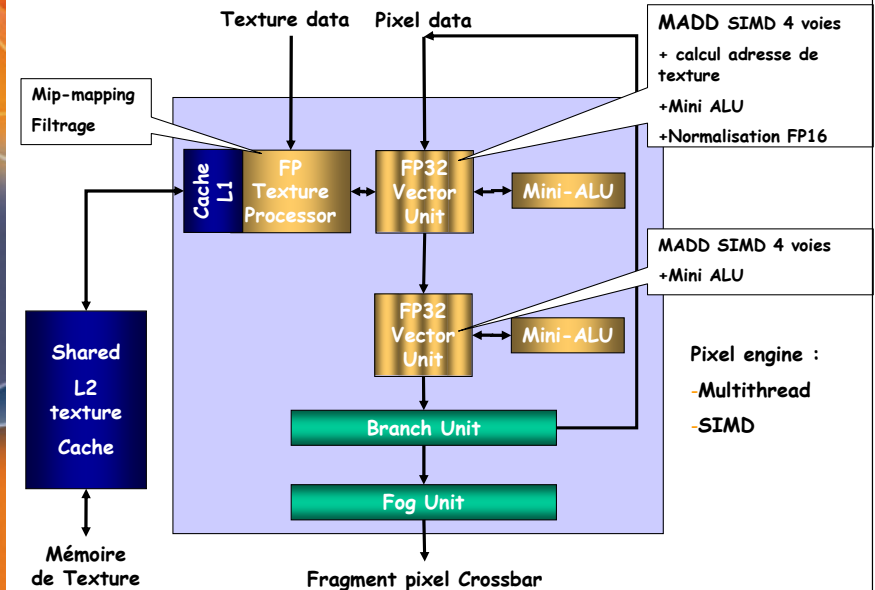 Texture data
Pixel data
MADD SIMD 4 voies
+ calcul adresse de
texture
+Mini ALU
+Normalisation FP16
Mip-mapping
Filtrage
Cache
L1
FP
Texture
Processor
FP32
Vector
Unit
Mini-ALU
MADD SIMD 4 voies
+Mini ALU
FP32
Vector
Unit
Mini-ALU
Shared
L2
texture
Cache
Pixel engine :
-Multithread
-SIMD
Branch Unit
Fog Unit
Mémoire
de Texture
Fragment pixel Crossbar